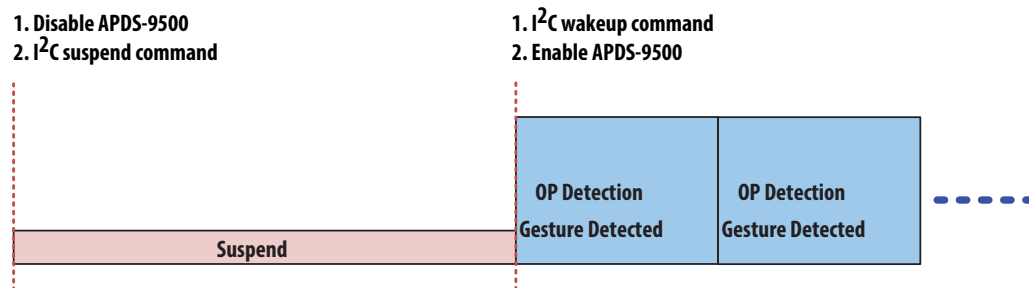 1. Disable APDS-9500
2. I²C suspend command
1. I²C wakeup command
2. Enable APDS-9500
Suspend
OP Detection
Gesture Detected
OP Detection
Gesture Detected